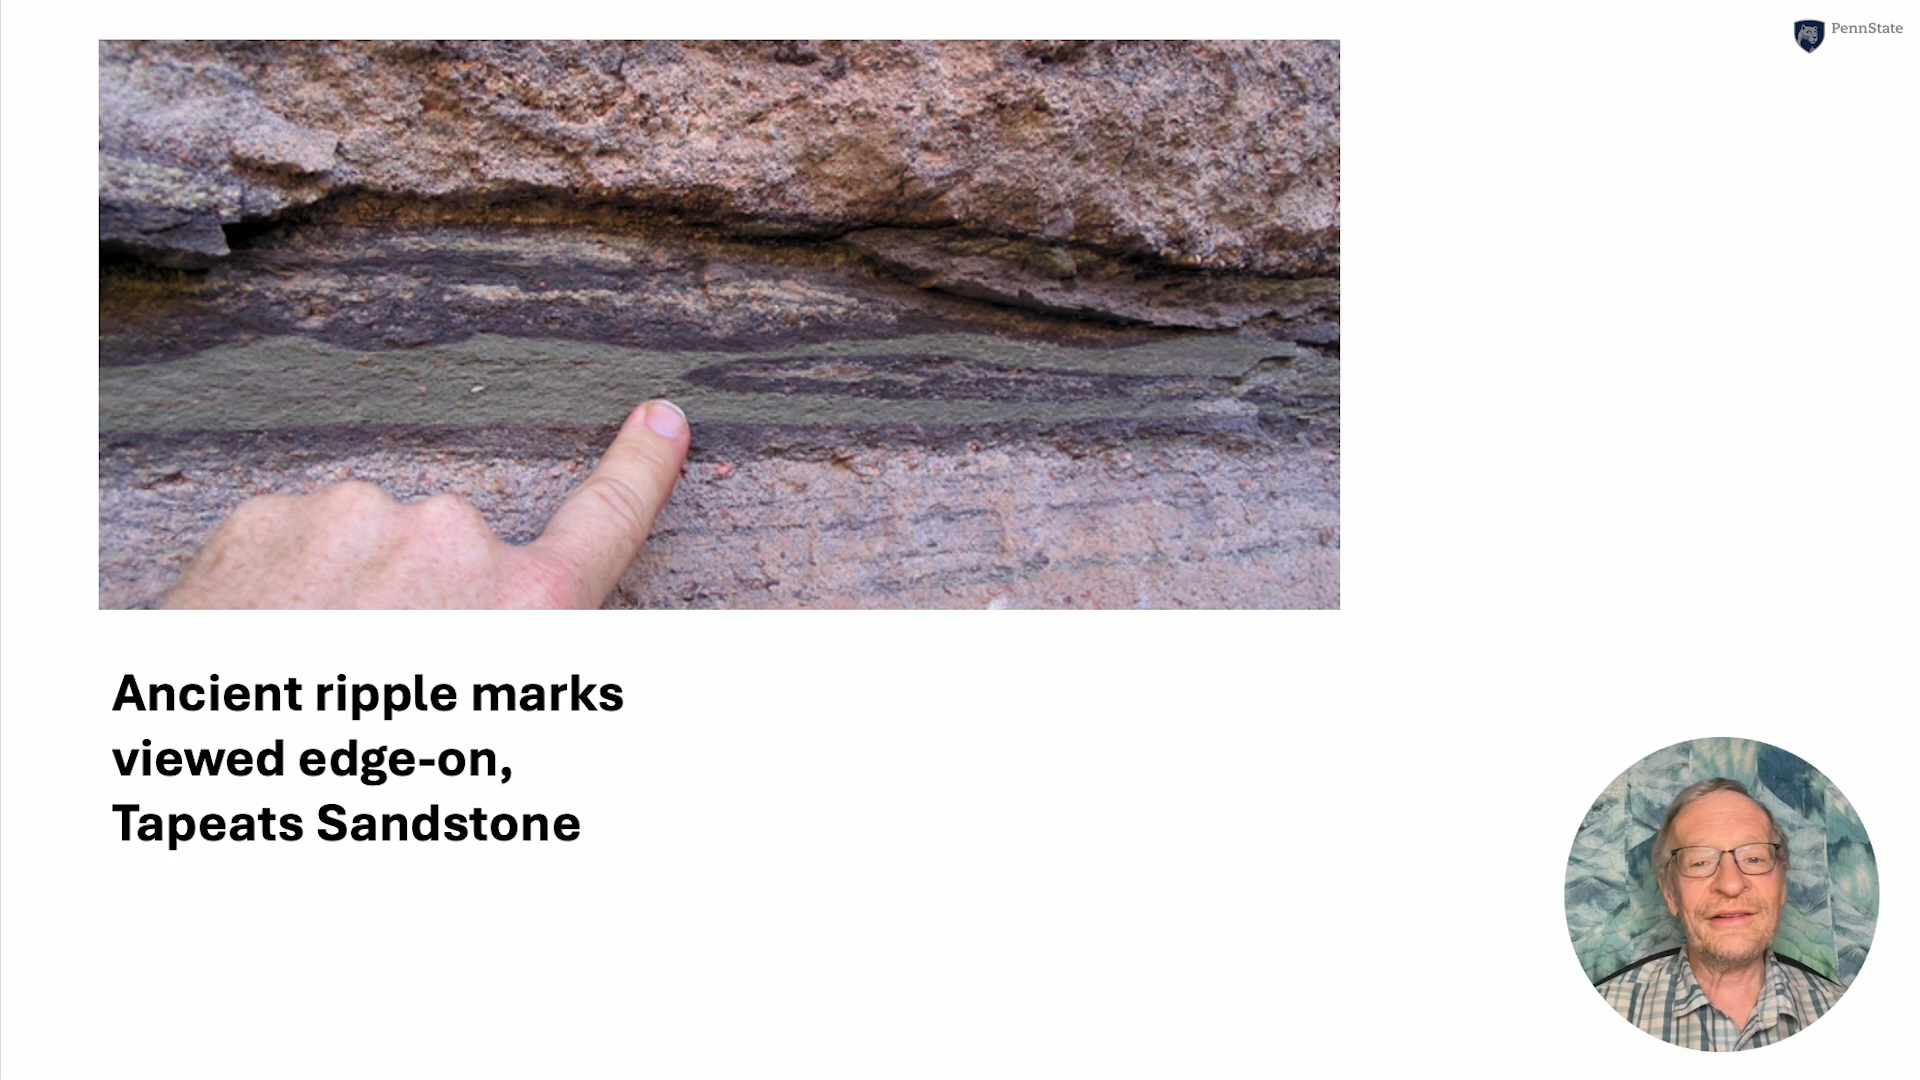 PennState
Ancient ripple marks
viewed edge-on,
Tapeats Sandstone